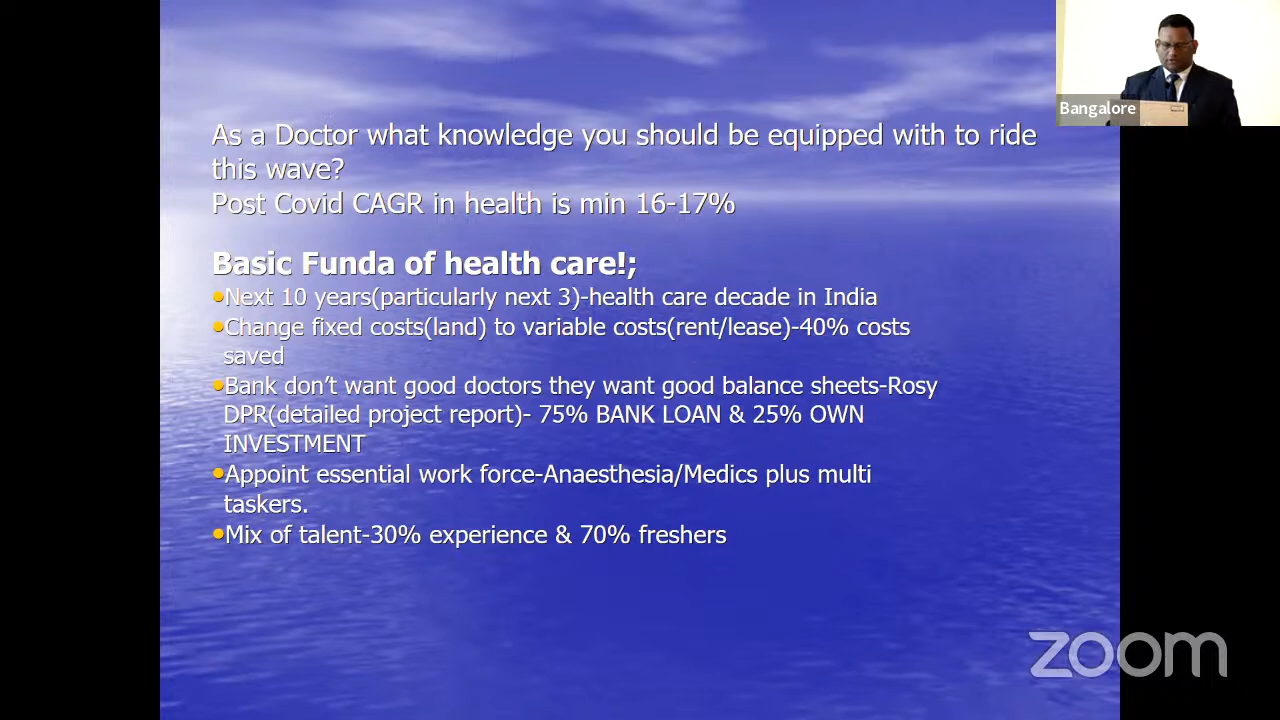 Bangalore
As a Doctor what knowledge you should be equipped with to ride
this wave?
Post Covid CAGR in health is min 16-17%
Basic Funda of health care!;
•Next 10 years(particularly next 3)-health care decade in India
•Change fixed costs(land) to variable costs(rent/lease)-40% costs
saved
•Bank don't want good doctors they want good balance sheets-Rosy
DPR(detailed project report)- 75% BANK LOAN & 25% OWN
INVESTMENT
•Appoint essential work force-Anaesthesia/Medics plus multi
taskers.
•Mix of talent-30% experience & 70% freshers
zoom